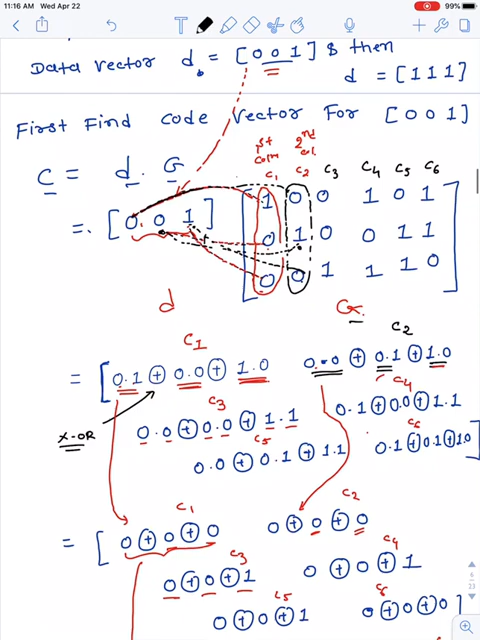 11:16 AM Wed Apr 22
99%
Data vector d₀ = [0 0 1] & then
d = [1 1 1]
First Find code vector For [0 0 1]
1st colm 2nd col.
C = d. G C₁ C₂ C₃ C₄ C₅ C₆
= [0. 0 1] [1 0 0 1 0 1
0 1 0 0 1 1
0 0 1 1 1 0]
d G
C₁ C₂
= [0.1 ⊕ 0.0 ⊕ 1.0 0.0 ⊕ 0.1 ⊕ 1.0
C₃ C₄
X-OR 0.0 ⊕ 0.0 ⊕ 1.1 0.1 ⊕ 0.0 ⊕ 1.1
C₅ C₆
0.0 ⊕ 0.1 ⊕ 1.1 0.1 ⊕ 0.1 ⊕ 1.0]
C₁ C₂
= [0 ⊕ 0 ⊕ 0 0 ⊕ 0 ⊕ 0
C₃ C₄
0 ⊕ 0 ⊕ 1 0 ⊕ 0 ⊕ 1
C₅
0 ⊕ 0 ⊕ 1 0 ⊕ 0 ⊕ 0]
6
23